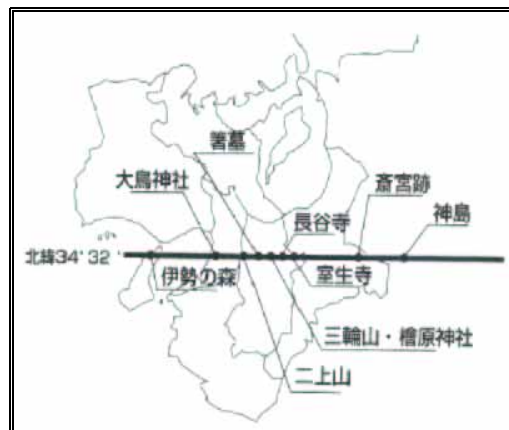 箸墓
大鳥神社
斎宮跡
長谷寺
神島
北緯34°32′
伊勢の森
室生寺
三輪山・檜原神社
二上山